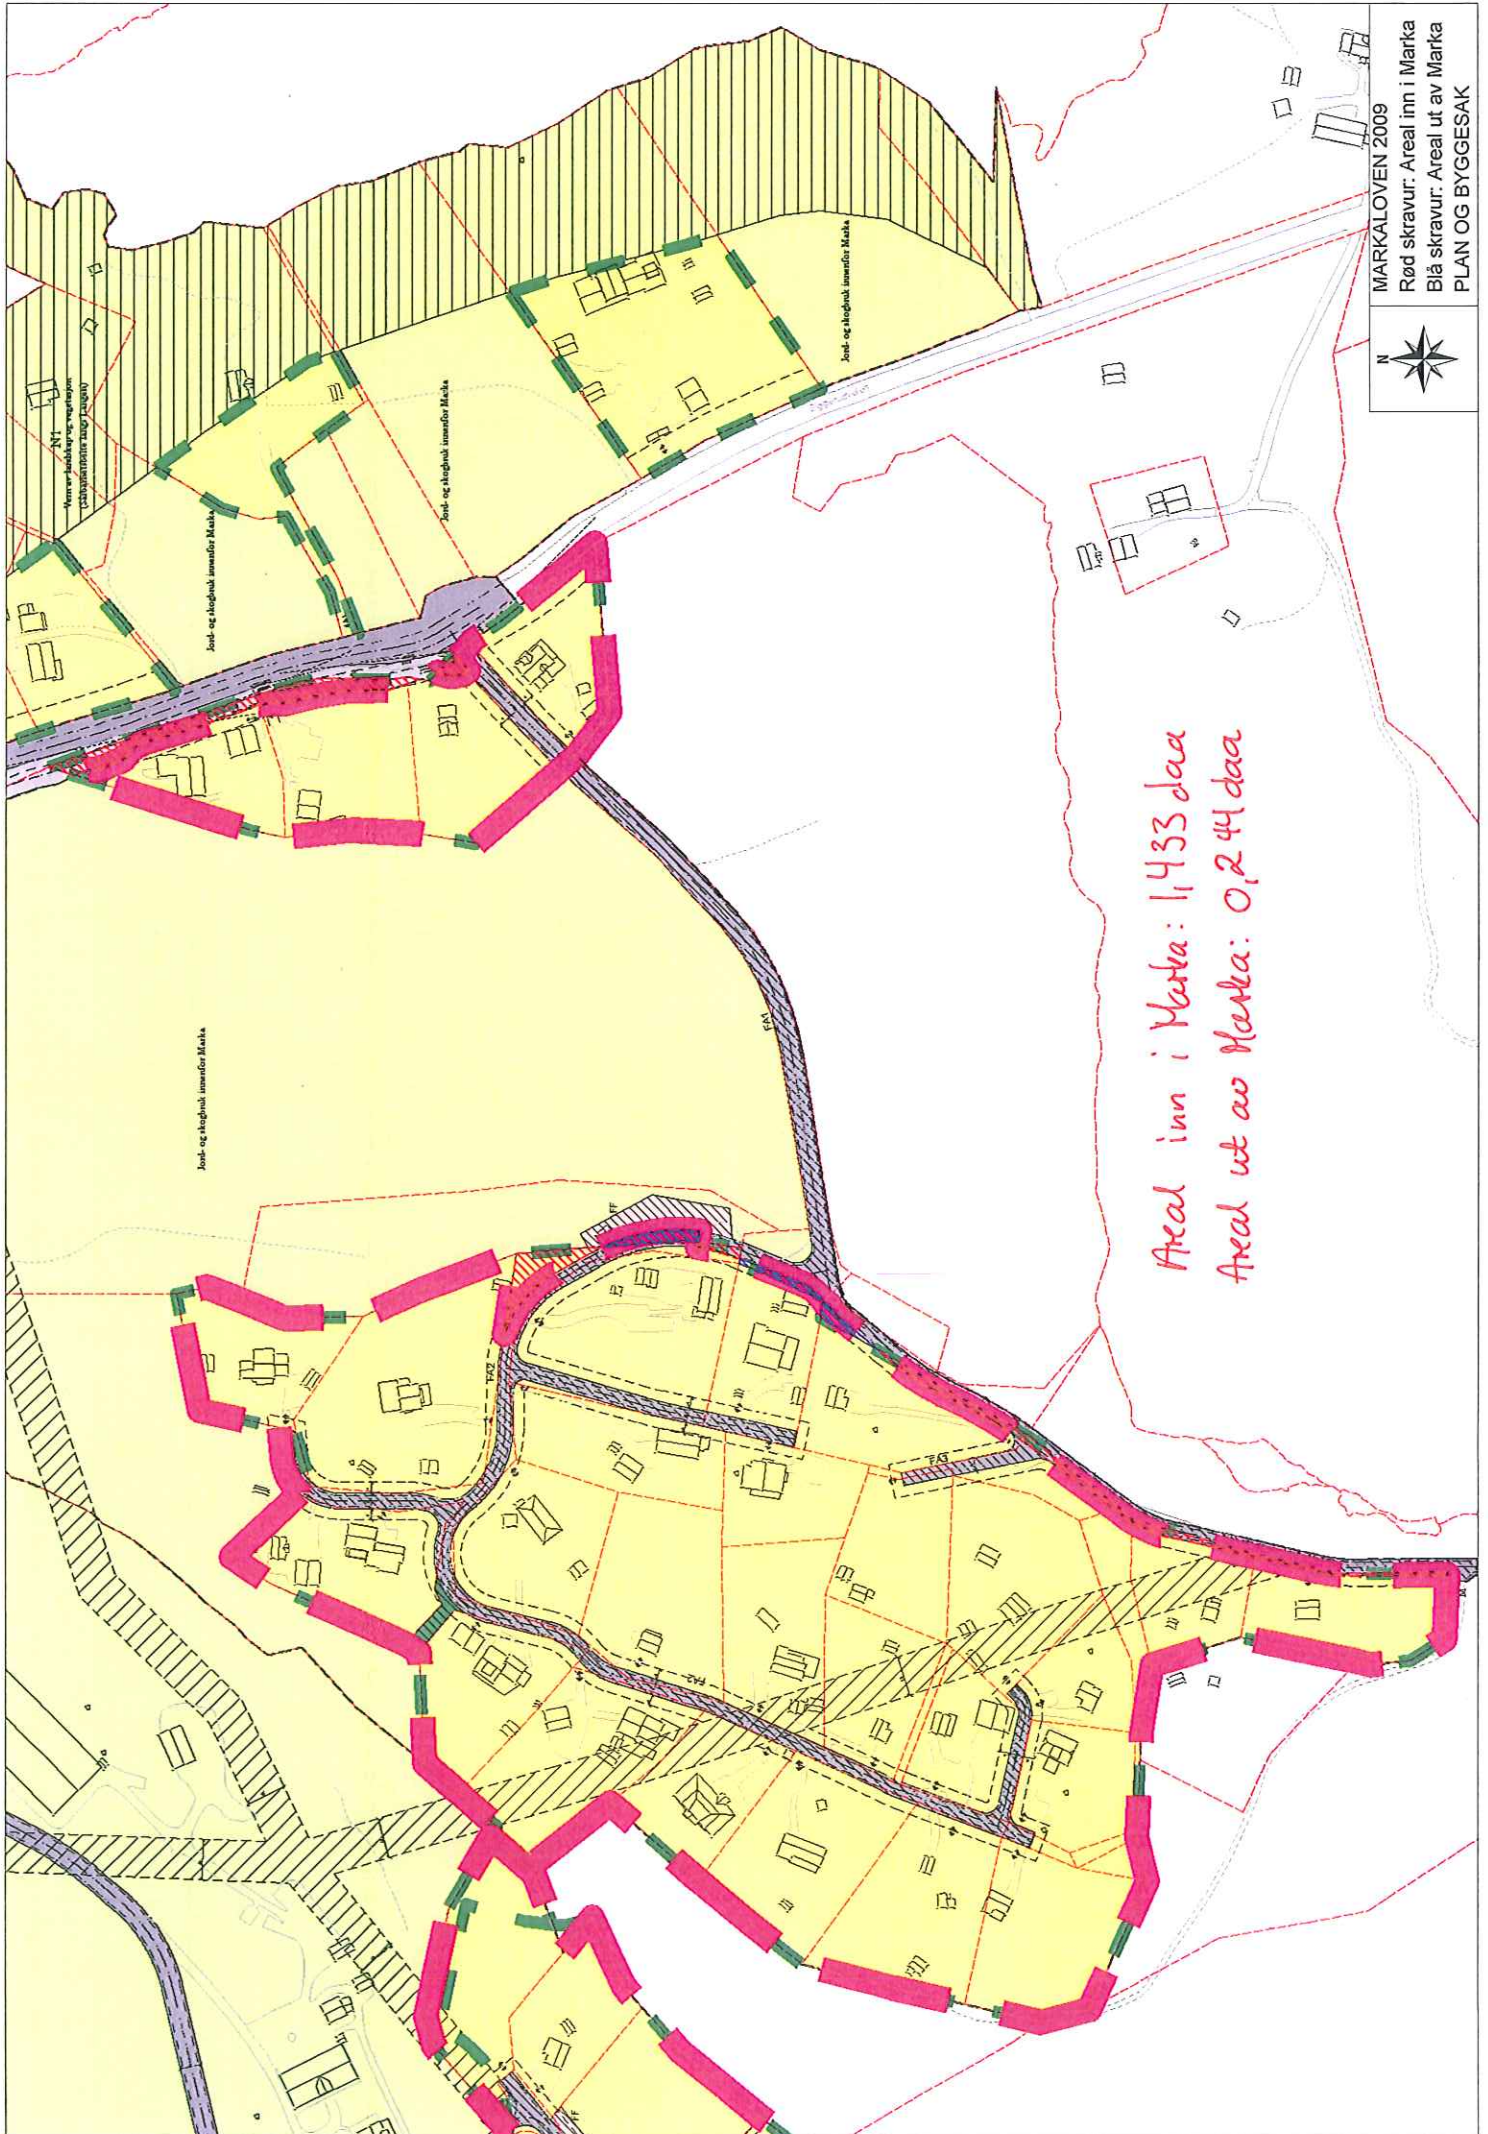 MARKALOVEN 2009
Rød skravur: Areal inn i Marka
Blå skravur: Areal ut av Marka
PLAN OG BYGGESAK
N
N1
Jord- og skogbruk innenfor Marka
Jord- og skogbruk innenfor Marka
Jord- og skogbruk innenfor Marka
Jord- og skogbruk innenfor Marka
FA1
FF
FA2
FA3
FA2
FF
Areal inn i Marka: 1,433 daa
Areal ut av Marka: 0,244 daa